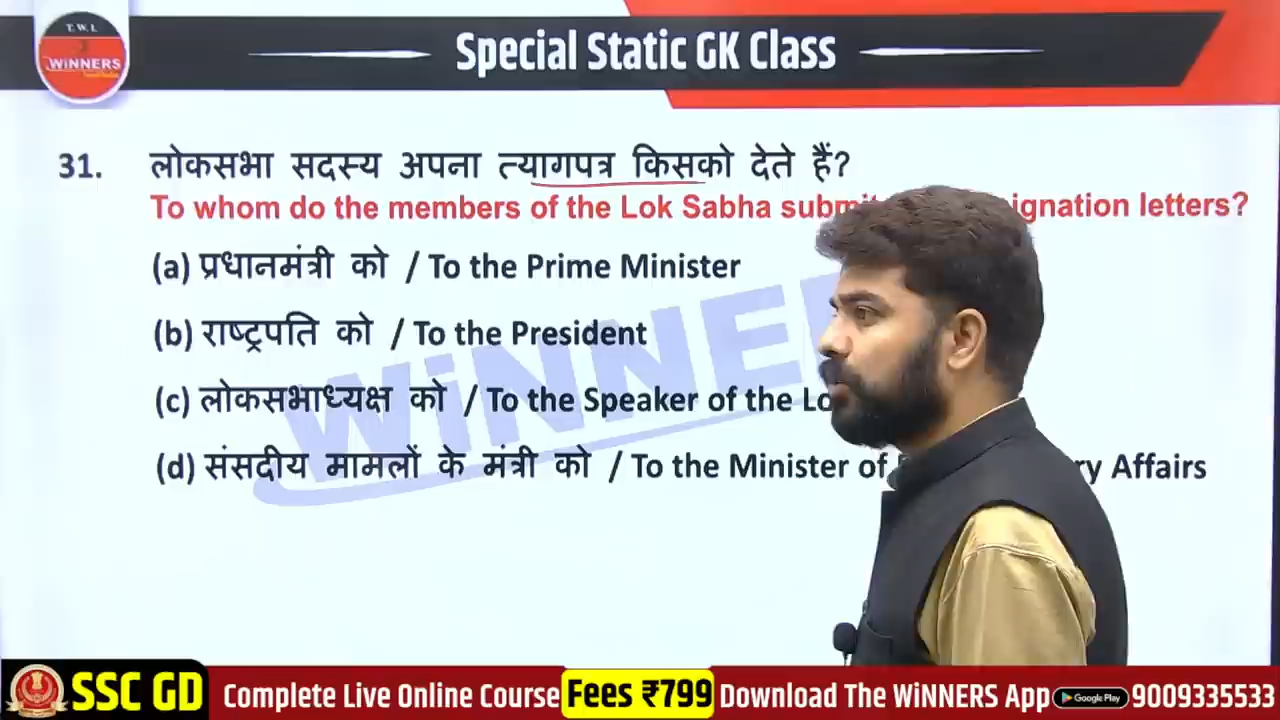 T.W.I.
WiNNERS
Special Static GK Class
31. लोकसभा सदस्य अपना त्यागपत्र किसको देते हैं?
To whom do the members of the Lok Sabha submit ignation letters?
(a) प्रधानमंत्री को / To the Prime Minister
(b) राष्ट्रपति को / To the President
(c) लोकसभाध्यक्ष को / To the Speaker of the Lo
(d) संसदीय मामलों के मंत्री को / To the Minister of ry Affairs
WiNNER
SSC GD Complete Live Online Course Fees ₹799 Download The WiNNERS App Google Play 9009335533